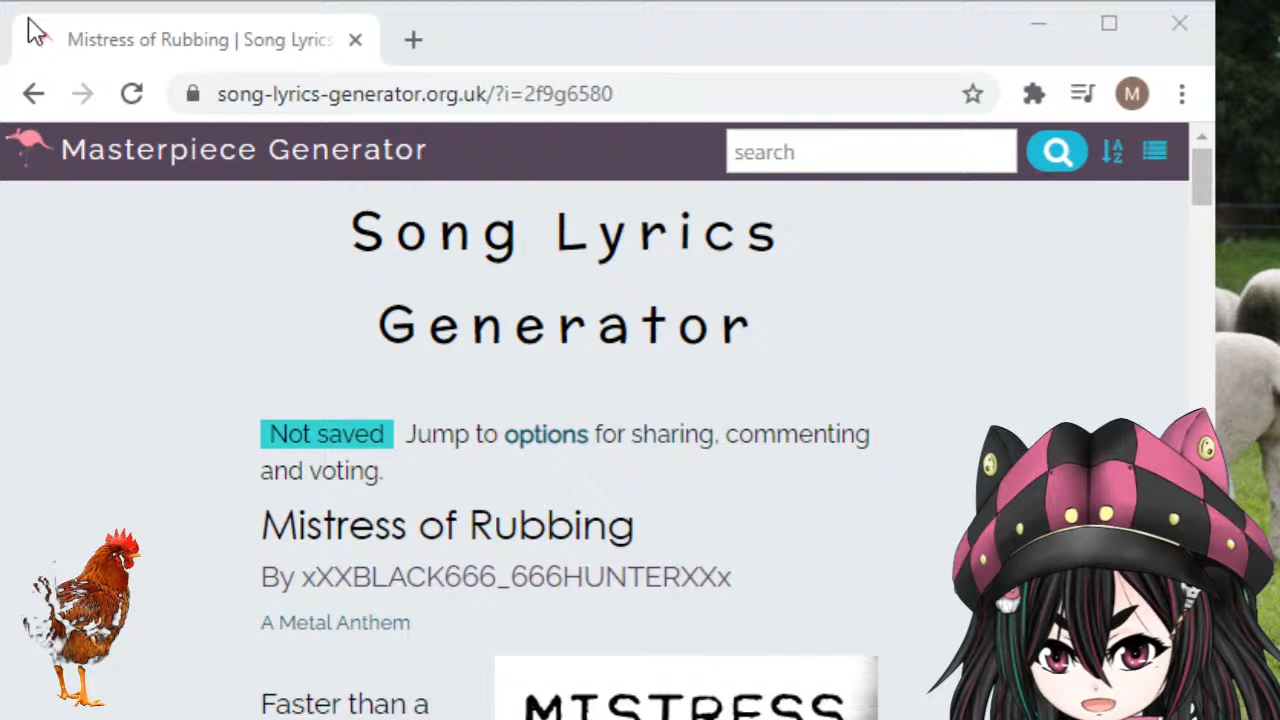 Mistress of Rubbing | Song Lyrics
song-lyrics-generator.org.uk/?i=2f9g6580
M
Masterpiece Generator
search
A
Z
Song Lyrics
Generator
Not saved Jump to options for sharing, commenting
and voting.
Mistress of Rubbing
By xXXBLACK666_666HUNTERXXx
A Metal Anthem
Faster than a
MISTRESS